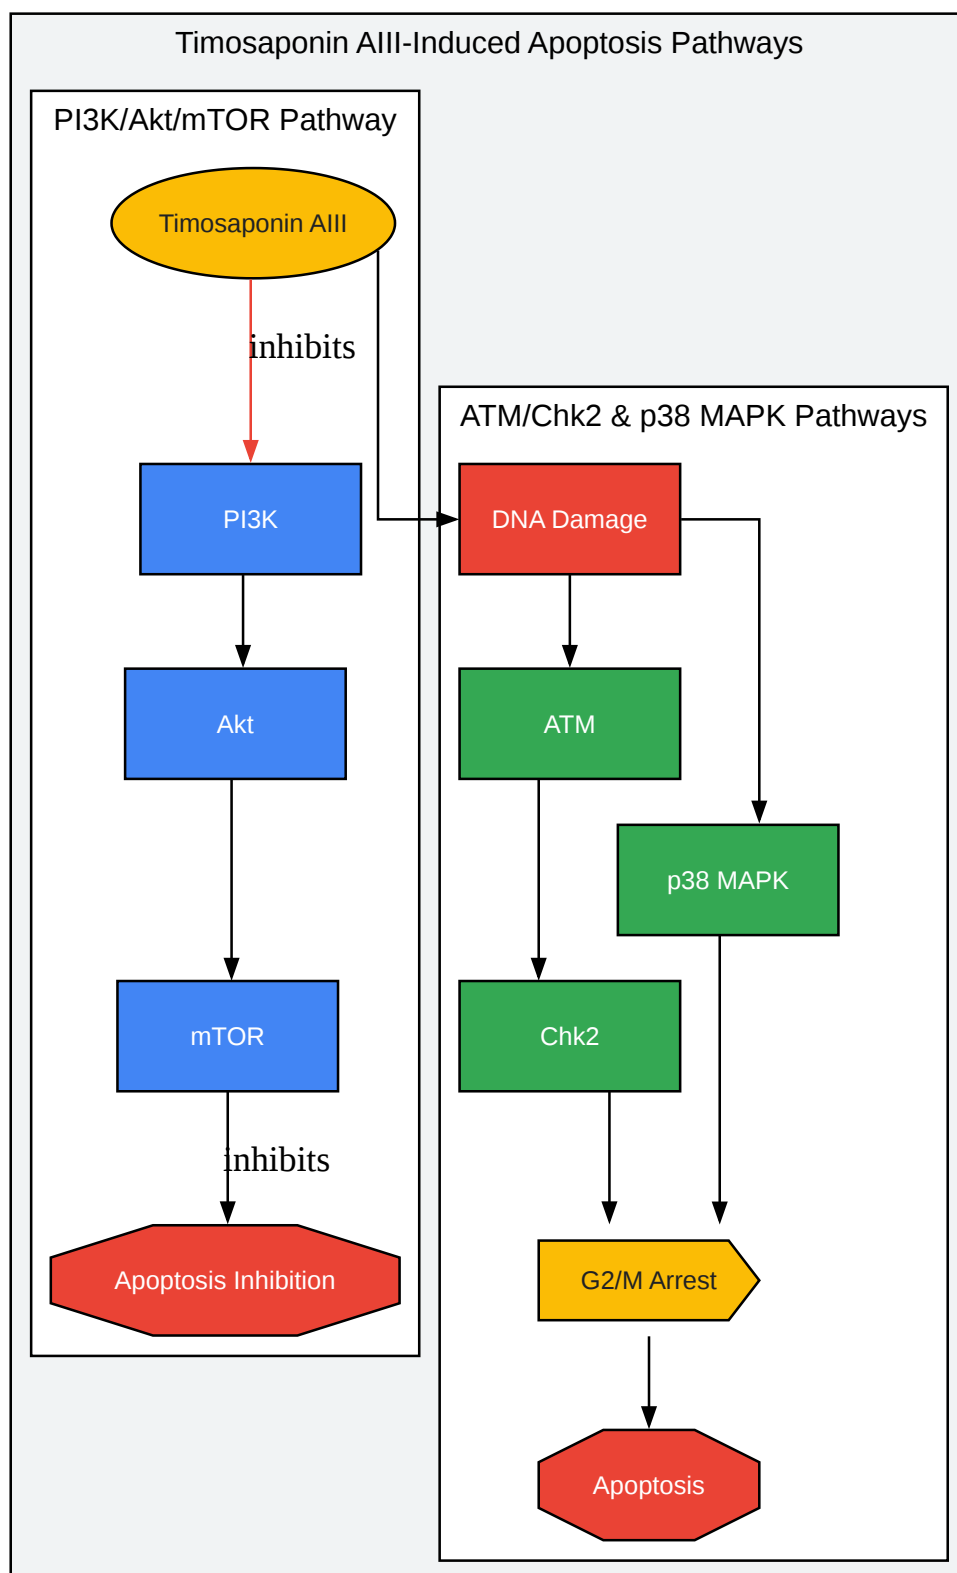 Timosaponin AIII-Induced Apoptosis Pathways
PI3K/Akt/mTOR Pathway
Timosaponin AIII
inhibits
PI3K
Akt
mTOR
inhibits
Apoptosis Inhibition
ATM/Chk2 & p38 MAPK Pathways
DNA Damage
ATM
p38 MAPK
Chk2
G2/M Arrest
Apoptosis